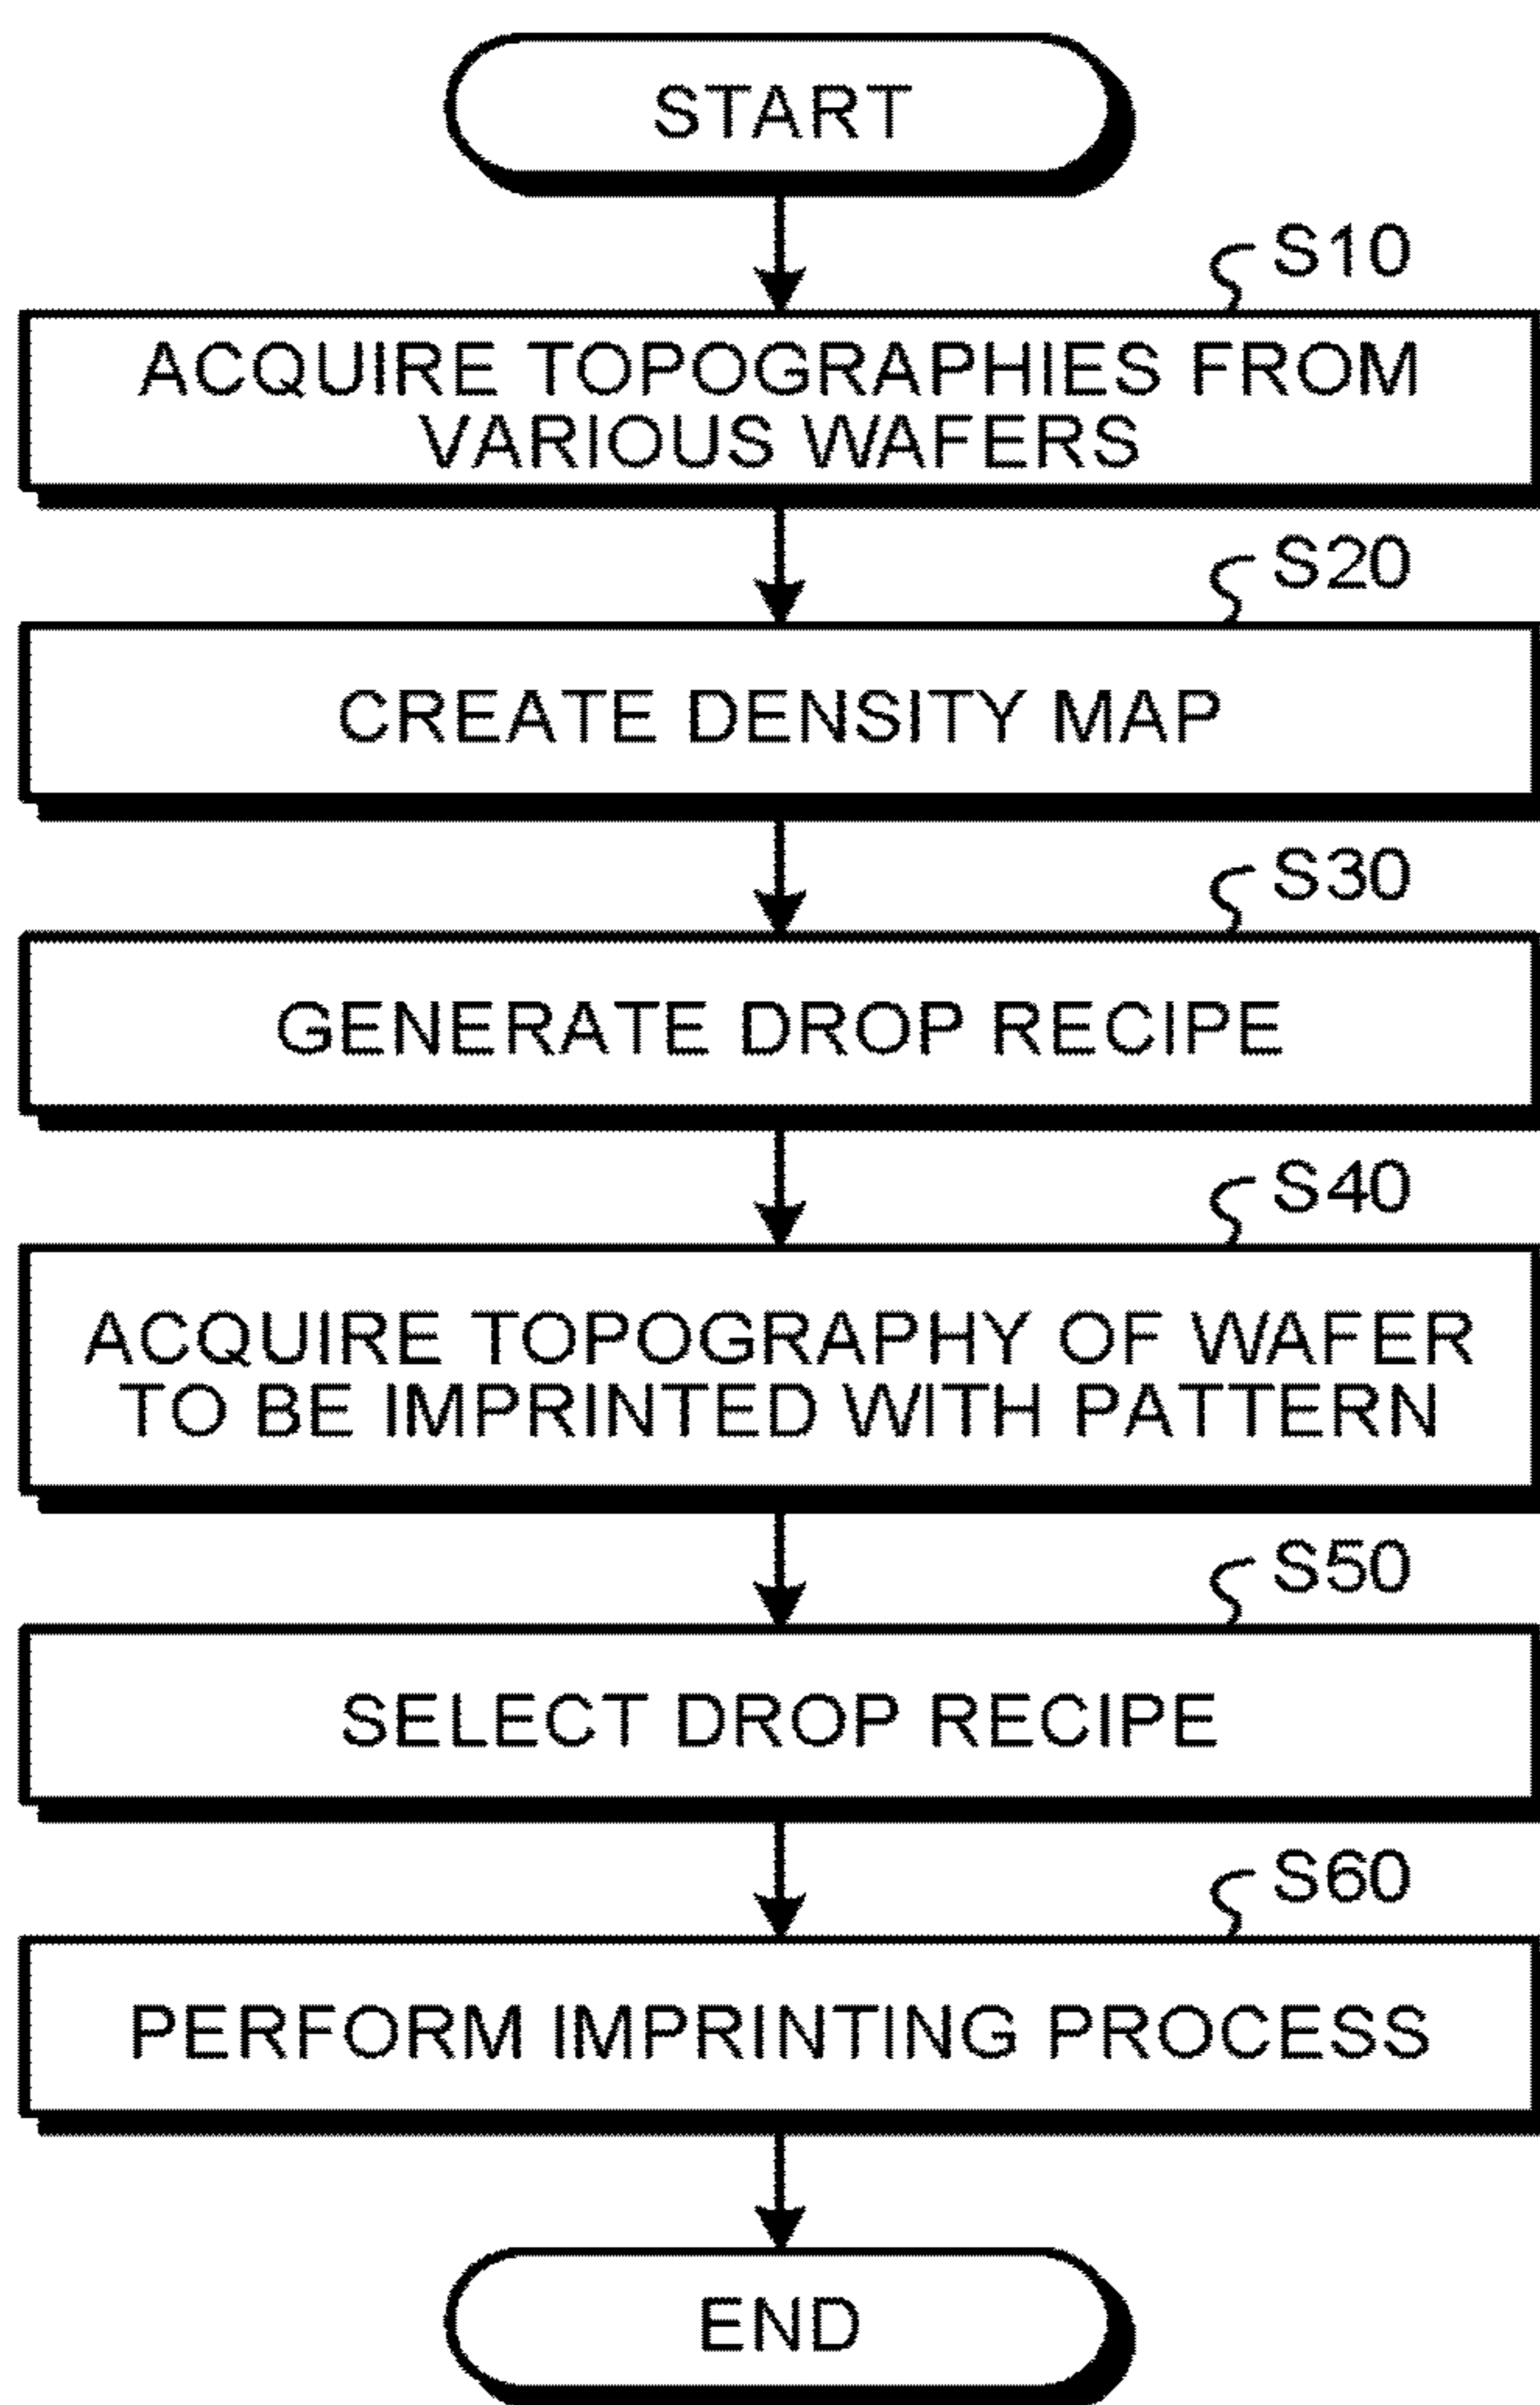 START
S10
ACQUIRE TOPOGRAPHIES FROM
VARIOUS WAFERS
S20
CREATE DENSITY MAP
S30
GENERATE DROP RECIPE
S40
ACQUIRE TOPOGRAPHY OF WAFER
TO BE IMPRINTED WITH PATTERN
S50
SELECT DROP RECIPE
S60
PERFORM IMPRINTING PROCESS
END